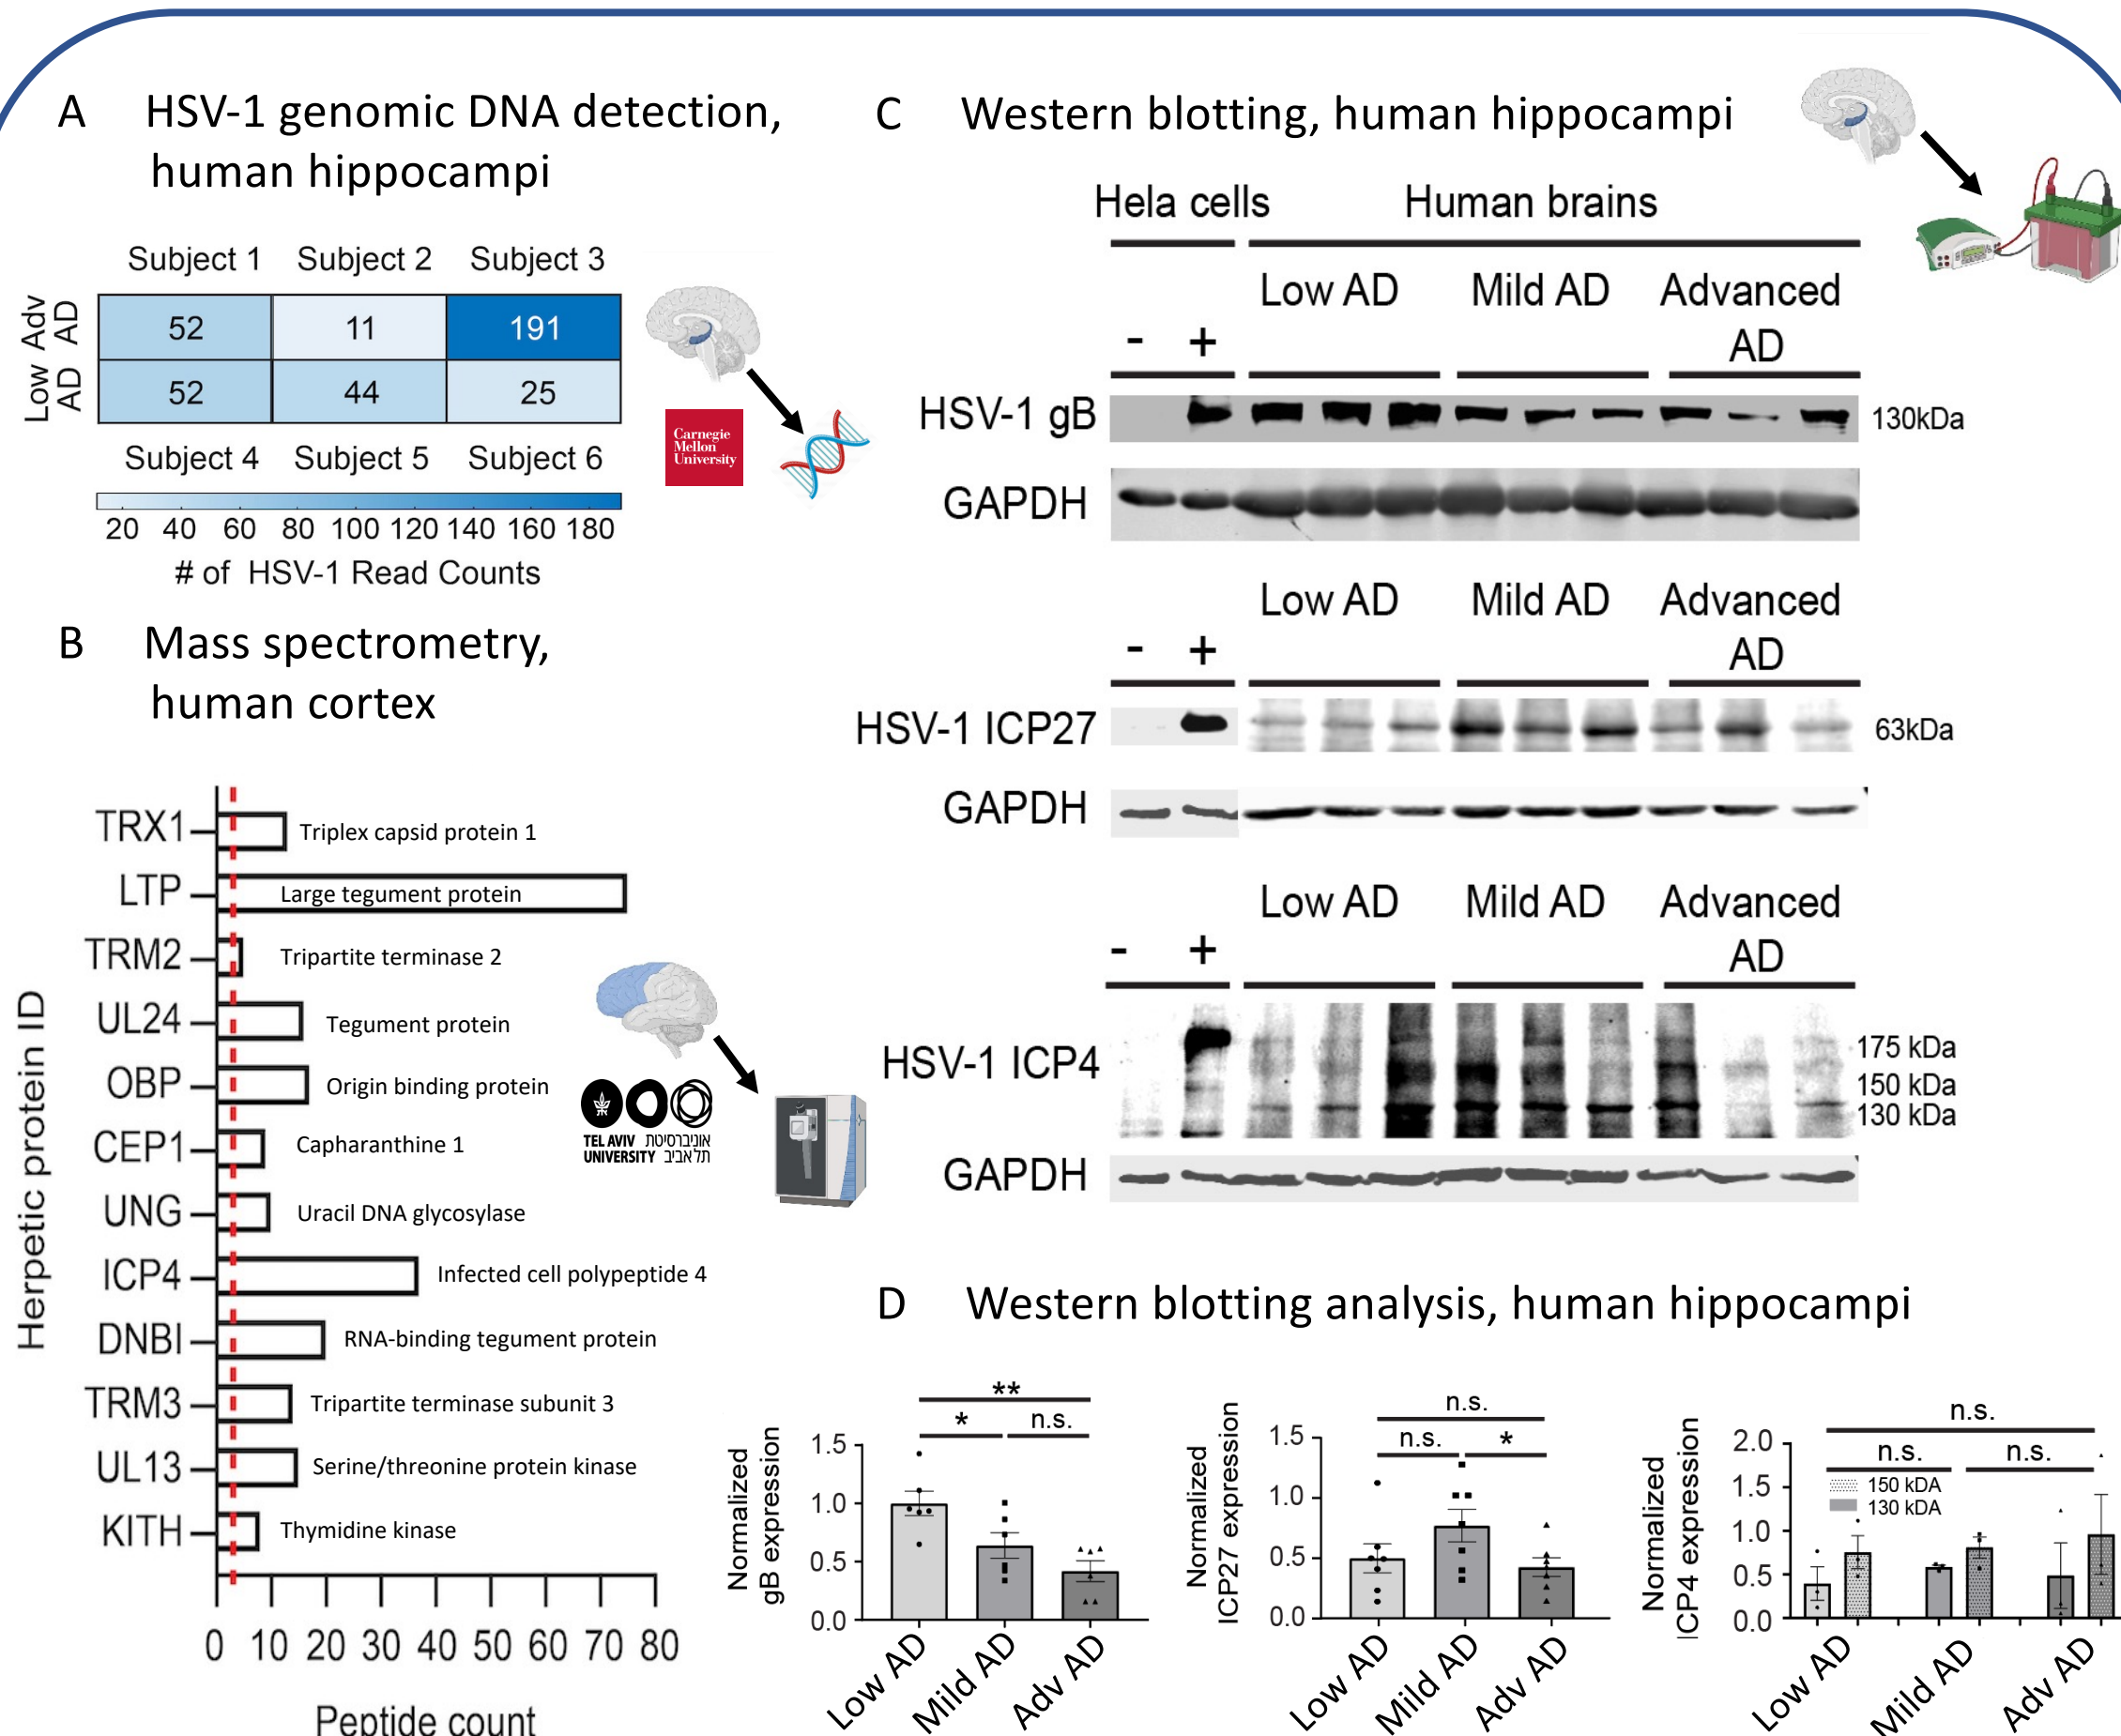 A HSV-1 genomic DNA detection,
human hippocampi
Subject 1 Subject 2 Subject 3
Adv AD 52 11 191
Low AD 52 44 25
Subject 4 Subject 5 Subject 6
20 40 60 80 100 120 140 160 180
# of HSV-1 Read Counts
Carnegie
Mellon
University
B Mass spectrometry,
human cortex
Herpetic protein ID
TRX1 Triplex capsid protein 1
LTP Large tegument protein
TRM2 Tripartite terminase 2
UL24 Tegument protein
OBP Origin binding protein
CEP1 Capharanthine 1
UNG Uracil DNA glycosylase
ICP4 Infected cell polypeptide 4
DNBI RNA-binding tegument protein
TRM3 Tripartite terminase subunit 3
UL13 Serine/threonine protein kinase
KITH Thymidine kinase
0 10 20 30 40 50 60 70 80
Peptide count
TEL AVIV אוניברסיטת
UNIVERSITY תל אביב
C Western blotting, human hippocampi
Hela cells Human brains
Low AD Mild AD Advanced
- + AD
HSV-1 gB 130kDa
GAPDH
Low AD Mild AD Advanced
- + AD
HSV-1 ICP27 63kDa
GAPDH
Low AD Mild AD Advanced
- + AD
HSV-1 ICP4 175 kDa
150 kDa
130 kDa
GAPDH
D Western blotting analysis, human hippocampi
Normalized
gB expression
**
* n.s.
1.5
1.0
0.5
0.0
Low AD Mild AD Adv AD
Normalized
ICP27 expression
n.s.
n.s. *
1.5
1.0
0.5
0.0
Low AD Mild AD Adv AD
Normalized
ICP4 expression
n.s.
n.s. n.s.
150 kDA
130 kDA
2.0
1.5
1.0
0.5
0.0
Low AD Mild AD Adv AD